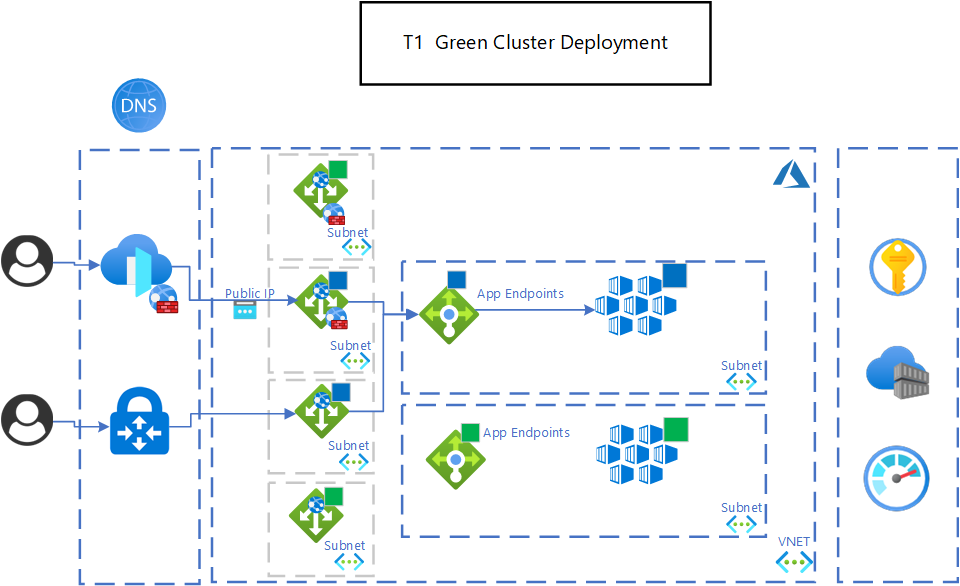 T1 Green Cluster Deployment
DNS
Subnet
Public IP
Subnet
App Endpoints
Subnet
Subnet
App Endpoints
Subnet
Subnet
VNET